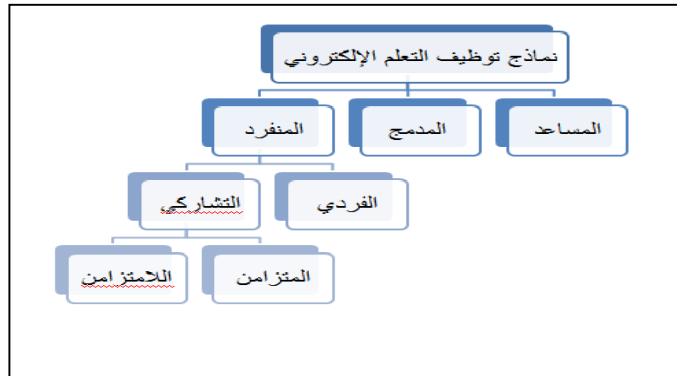 نماذج توظيف التعلم الإلكتروني
المساعد
المدمج
المنفرد
الفردي
التشاركي
المتزامن
اللامتزامن